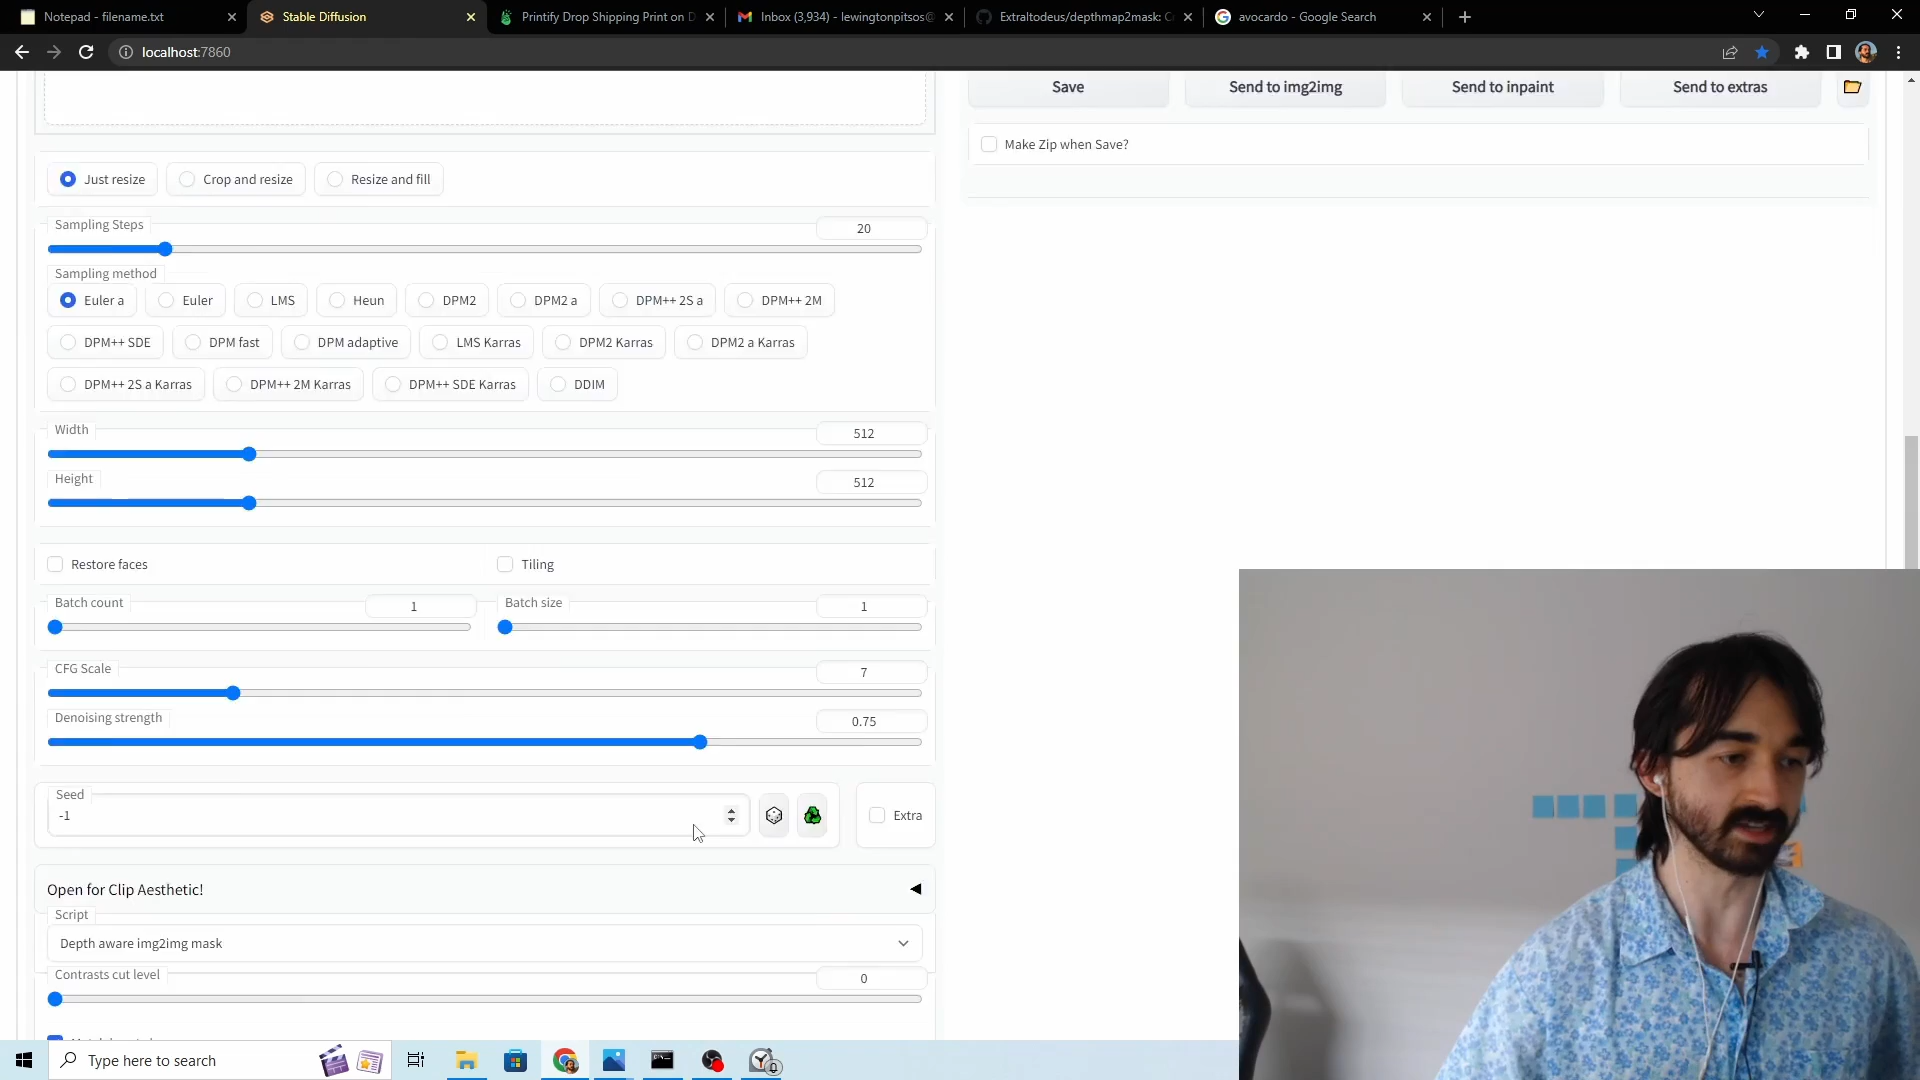 Notepad - filename.txt
Stable Diffusion
Printify Drop Shipping Print on D
Inbox (3,934) - lewingtonpitsos@
Extraltodeus/depthmap2mask: C
avocardo - Google Search
localhost:7860
Save
Send to img2img
Send to inpaint
Send to extras
Make Zip when Save?
Just resize
Crop and resize
Resize and fill
Sampling Steps
20
Sampling method
Euler a
Euler
LMS
Heun
DPM2
DPM2 a
DPM++ 2S a
DPM++ 2M
DPM++ SDE
DPM fast
DPM adaptive
LMS Karras
DPM2 Karras
DPM2 a Karras
DPM++ 2S a Karras
DPM++ 2M Karras
DPM++ SDE Karras
DDIM
Width
512
Height
512
Restore faces
Tiling
Batch count
1
Batch size
1
CFG Scale
7
Denoising strength
0.75
Seed
-1
Extra
Open for Clip Aesthetic!
Script
Depth aware img2img mask
Contrasts cut level
0
Type here to search